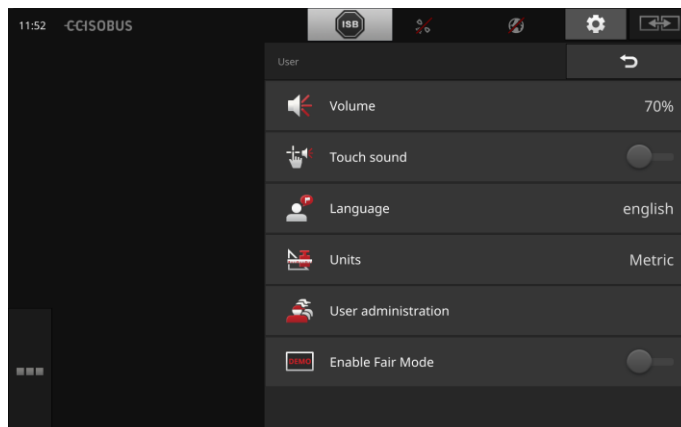 11:52
CCISOBUS
ISB
User
Volume 70%
Touch sound
Language english
Units Metric
User administration
DEMO Enable Fair Mode